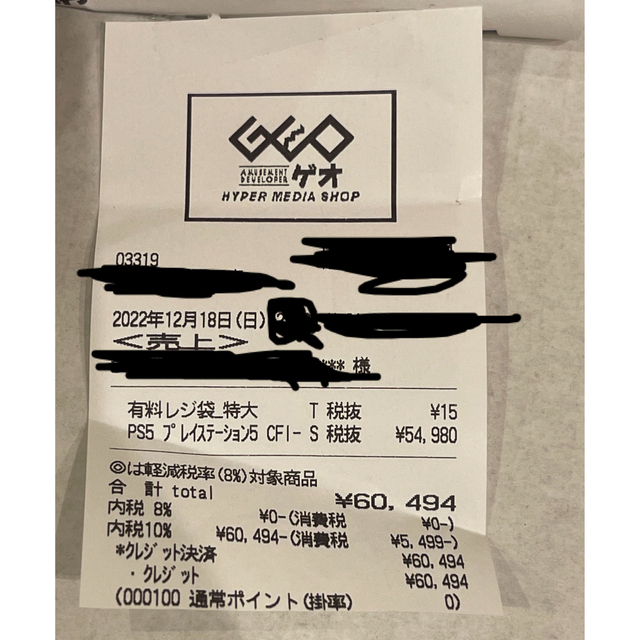 GEO
AMUSEMENT
DEVELOPER ゲオ
HYPER MEDIA SHOP
03319
2022年12月18日(日)
<売上>
*** 様
有料レジ袋_特大 T 税抜 ¥15
PS5 プレイステーション5 CFI- S 税抜 ¥54,980
◎は軽減税率(8%)対象商品
合 計 total ¥60,494
内税 8% ¥0-(消費税 ¥0-)
内税10% ¥60,494-(消費税 ¥5,499-)
*クレジット決済 ¥60,494
・クレジット ¥60,494
(000100 通常ポイント(掛率) 0)